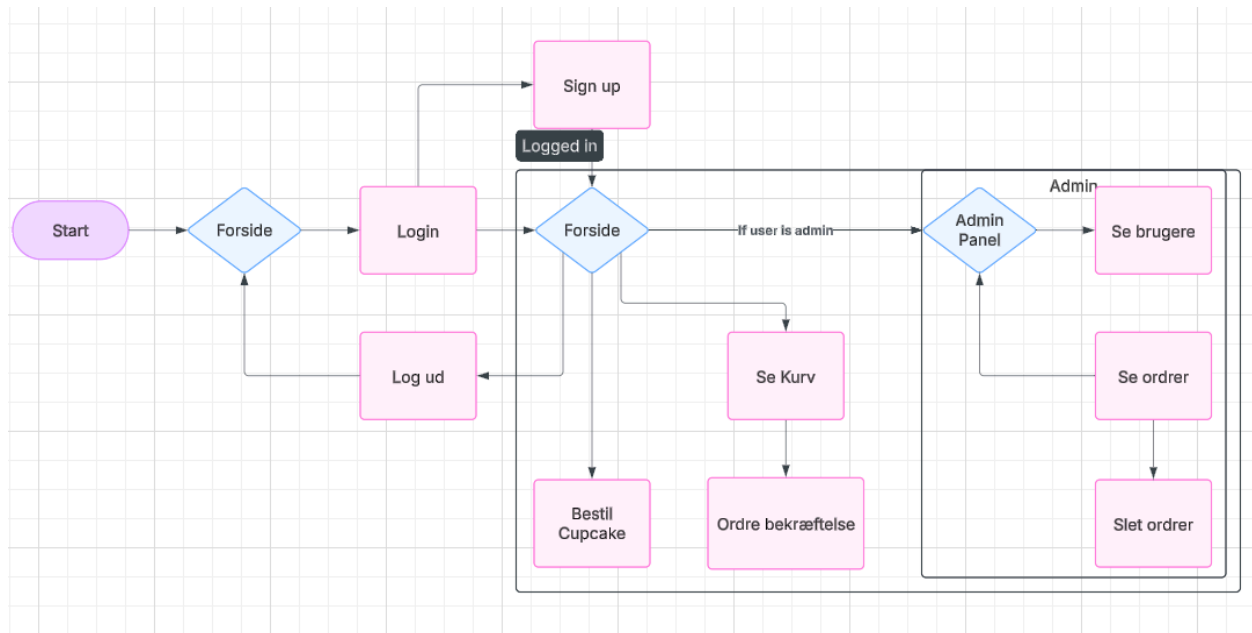 Sign up
Logged in
Admin
Start
Forside
Login
Forside
If user is admin
Admin
Panel
Se brugere
Log ud
Se Kurv
Se ordrer
Bestil
Cupcake
Ordre bekræftelse
Slet ordrer